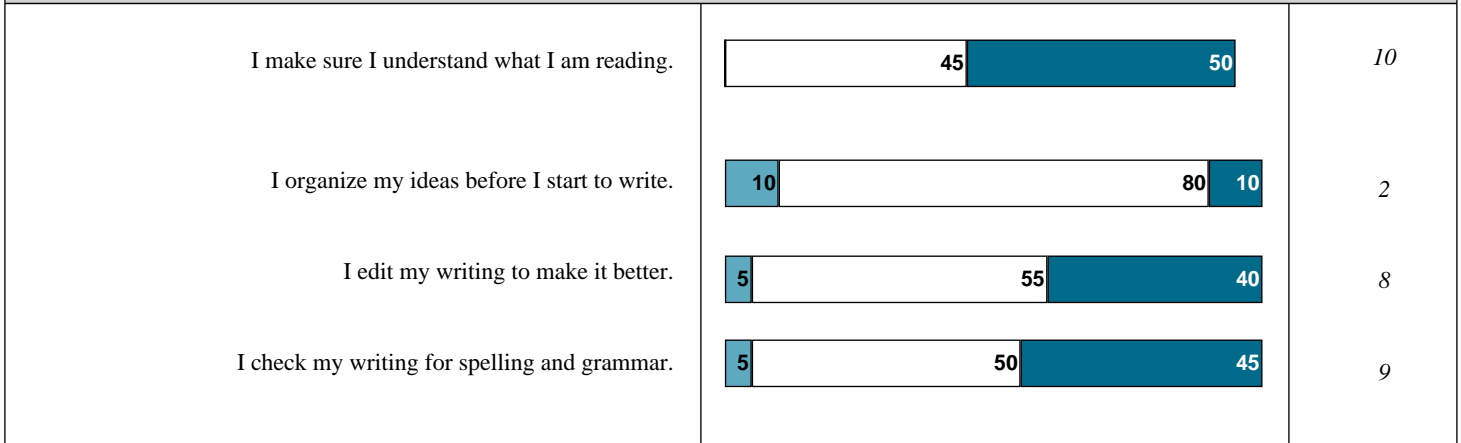 I make sure I understand what I am reading. 45 50 10
I organize my ideas before I start to write. 10 80 10 2
I edit my writing to make it better. 5 55 40 8
I check my writing for spelling and grammar. 5 50 45 9